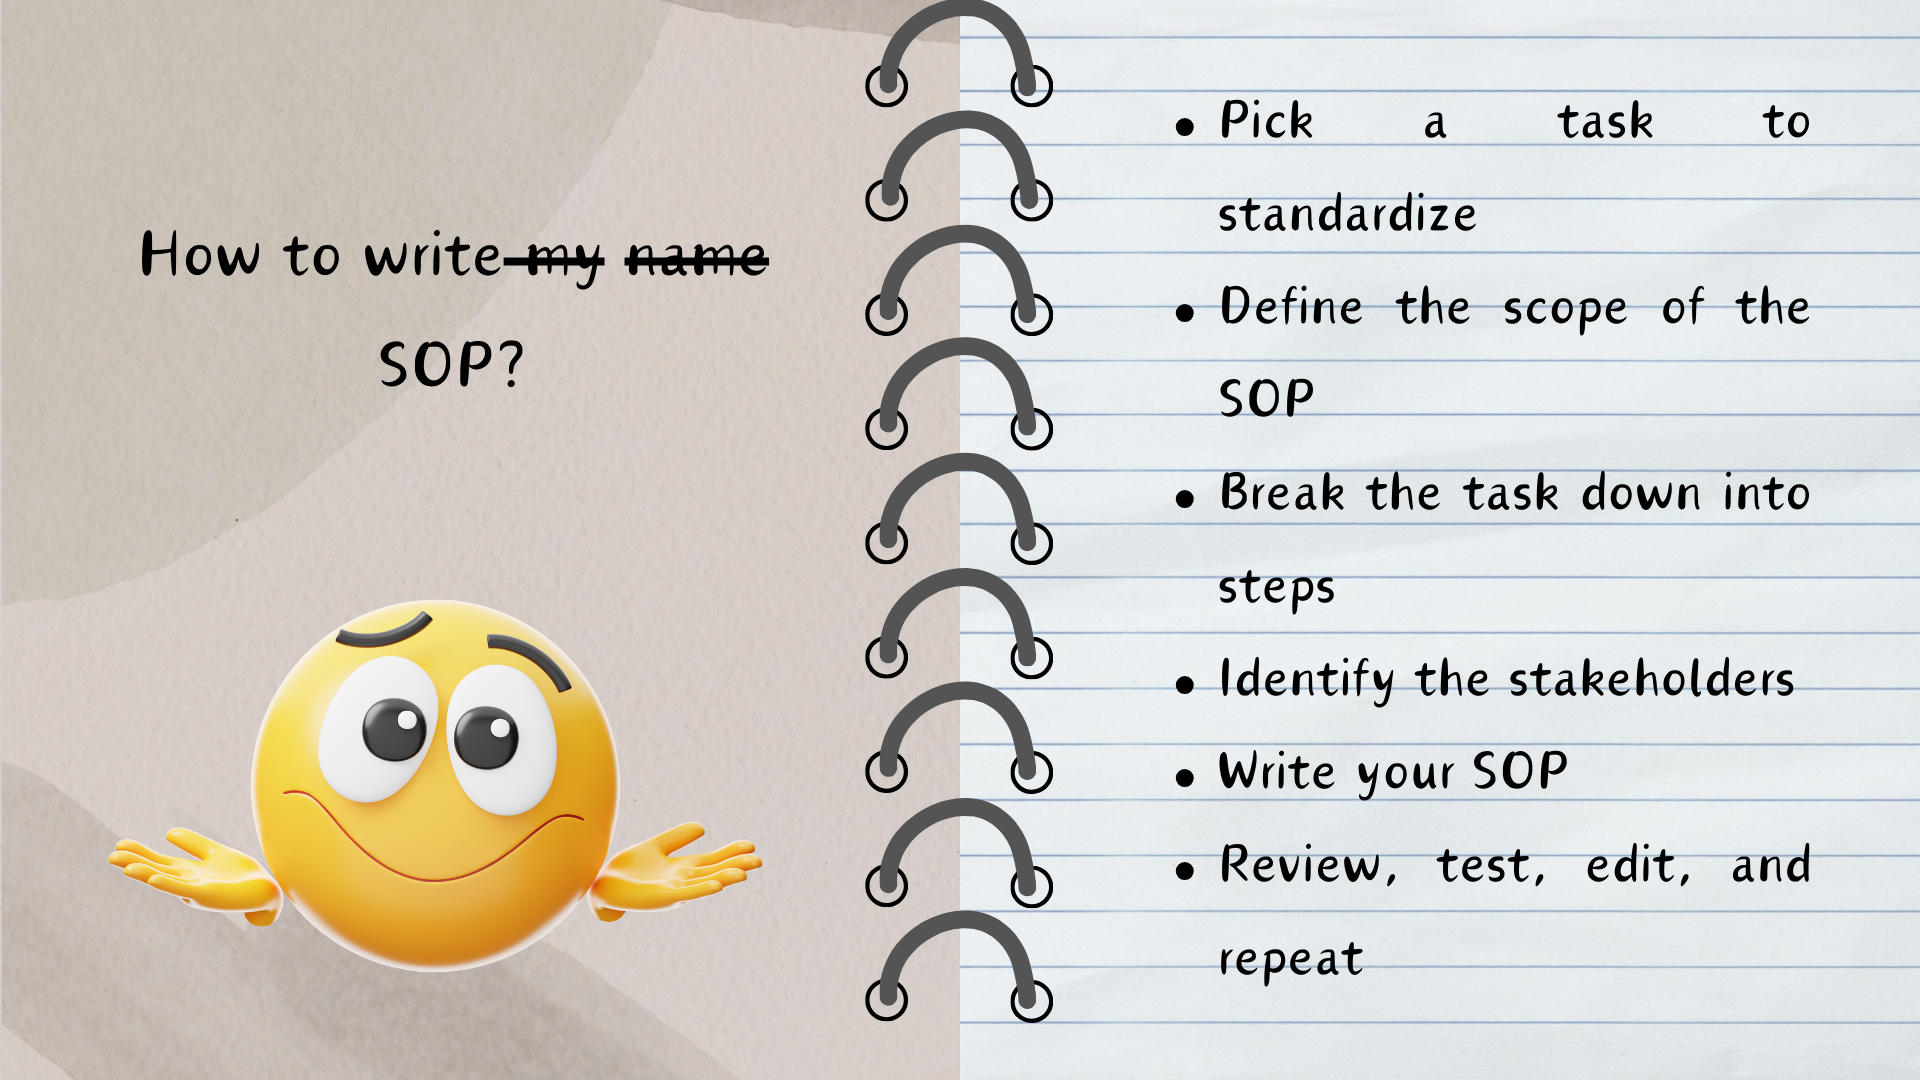 How to write my name
SOP?
• Pick a task to
standardize
• Define the scope of the
SOP
• Break the task down into
steps
• Identify the stakeholders
• Write your SOP
• Review, test, edit, and
repeat